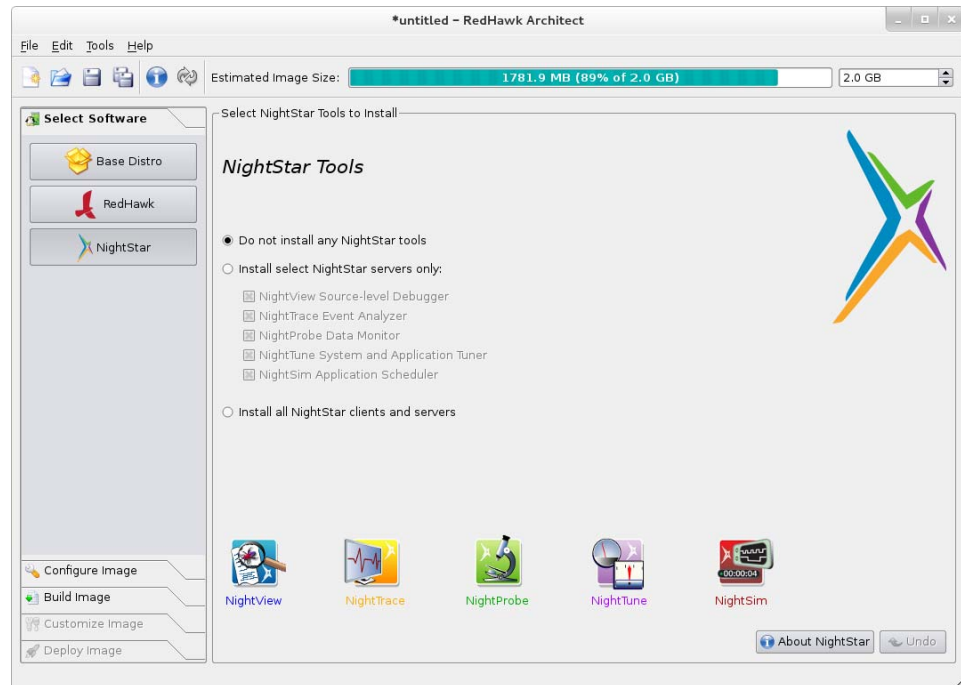 *untitled – RedHawk Architect
File Edit Tools Help
Estimated Image Size: 1781.9 MB (89% of 2.0 GB) 2.0 GB
Select Software
Base Distro
RedHawk
NightStar
Configure Image
Build Image
Customize Image
Deploy Image
Select NightStar Tools to Install
NightStar Tools
Do not install any NightStar tools
Install select NightStar servers only:
NightView Source-level Debugger
NightTrace Event Analyzer
NightProbe Data Monitor
NightTune System and Application Tuner
NightSim Application Scheduler
Install all NightStar clients and servers
00:00:04
NightView NightTrace NightProbe NightTune NightSim
About NightStar Undo